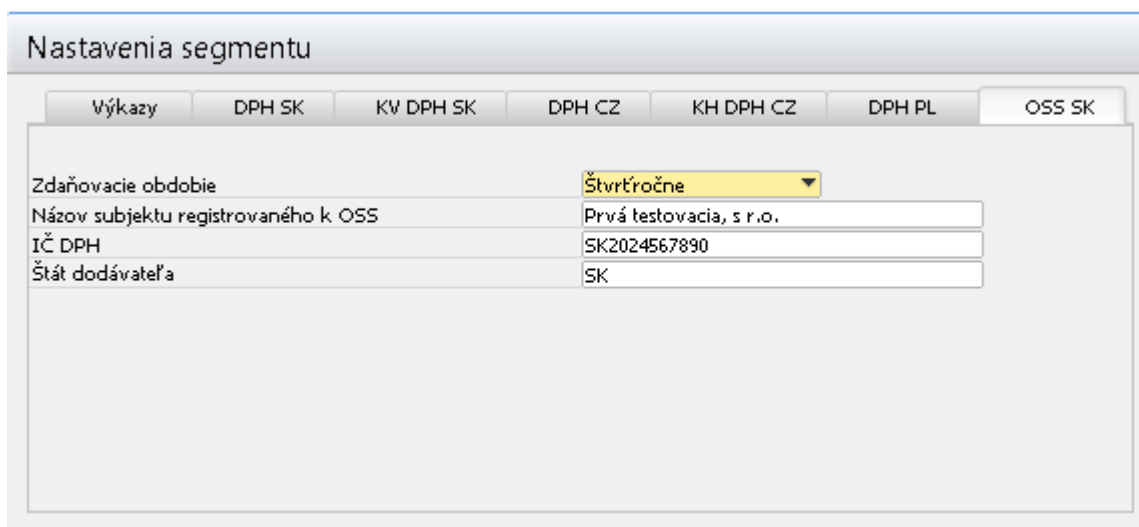 Nastavenia segmentu
Výkazy DPH SK KV DPH SK DPH CZ KH DPH CZ DPH PL OSS SK
Zdaňovacie obdobie Štvrťročne
Názov subjektu registrovaného k OSS Prvá testovacia, s r.o.
IČ DPH SK2024567890
Štát dodávateľa SK